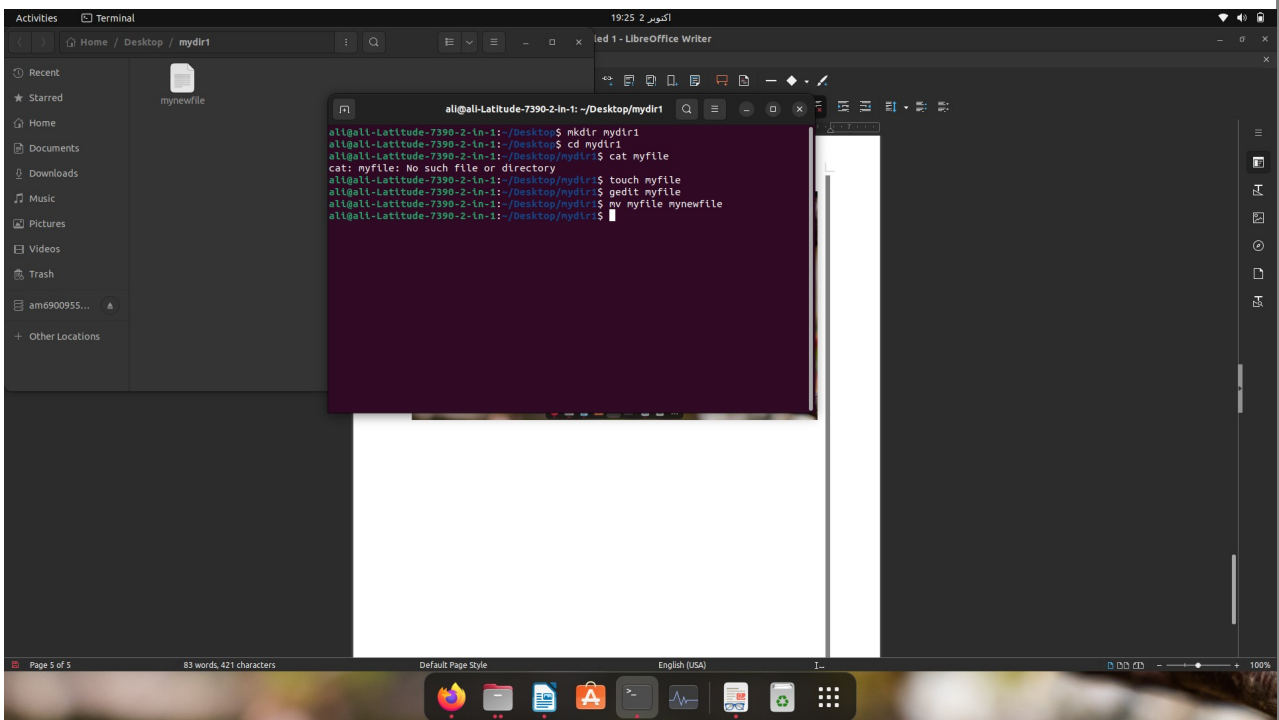 Activities Terminal 19:25 2 اكتوبر
Home / Desktop / mydir1
1 - LibreOffice Writer
Recent
Starred
Home
Documents
Downloads
Music
Pictures
Videos
Trash
am6900955...
+ Other Locations
mynewfile
ali@ali-Latitude-7390-2-in-1: ~/Desktop/mydir1
ali@ali-Latitude-7390-2-in-1:~/Desktop$ mkdir mydir1
ali@ali-Latitude-7390-2-in-1:~/Desktop$ cd mydir1
ali@ali-Latitude-7390-2-in-1:~/Desktop/mydir1$ cat myfile
cat: myfile: No such file or directory
ali@ali-Latitude-7390-2-in-1:~/Desktop/mydir1$ touch myfile
ali@ali-Latitude-7390-2-in-1:~/Desktop/mydir1$ gedit myfile
ali@ali-Latitude-7390-2-in-1:~/Desktop/mydir1$ mv myfile mynewfile
ali@ali-Latitude-7390-2-in-1:~/Desktop/mydir1$
Page 5 of 5 83 words, 421 characters Default Page Style English (USA) 100%